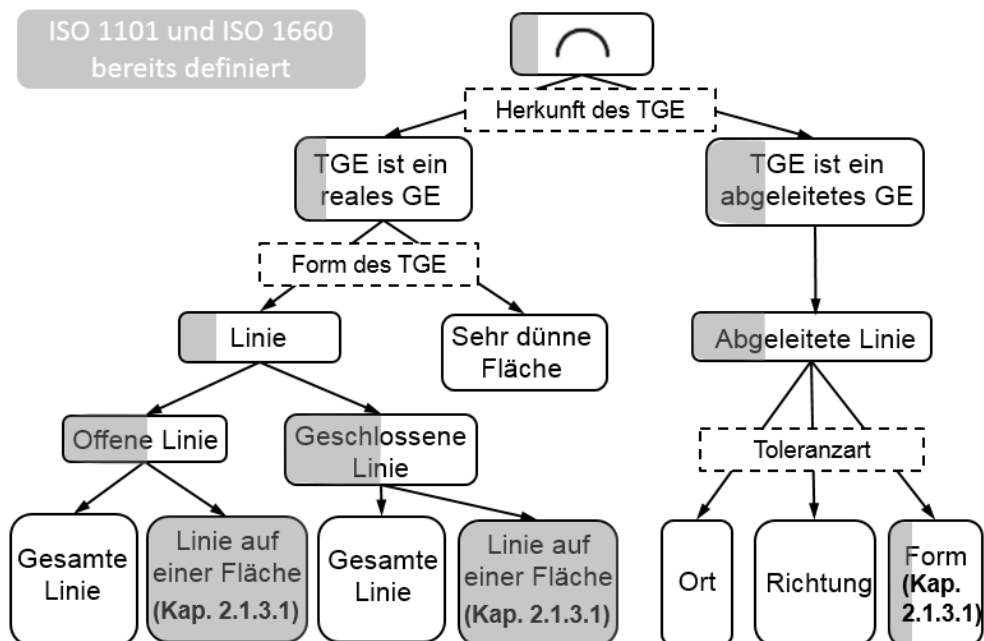 ISO 1101 und ISO 1660
bereits definiert
Herkunft des TGE
TGE ist ein
reales GE
TGE ist ein
abgeleitetes GE
Form des TGE
Linie
Sehr dünne
Fläche
Abgeleitete Linie
Offene Linie
Geschlossene
Linie
Toleranzart
Gesamte
Linie
Linie auf
einer Fläche
(Kap. 2.1.3.1)
Gesamte
Linie
Linie auf
einer Fläche
(Kap. 2.1.3.1)
Ort
Richtung
Form
(Kap.
2.1.3.1)